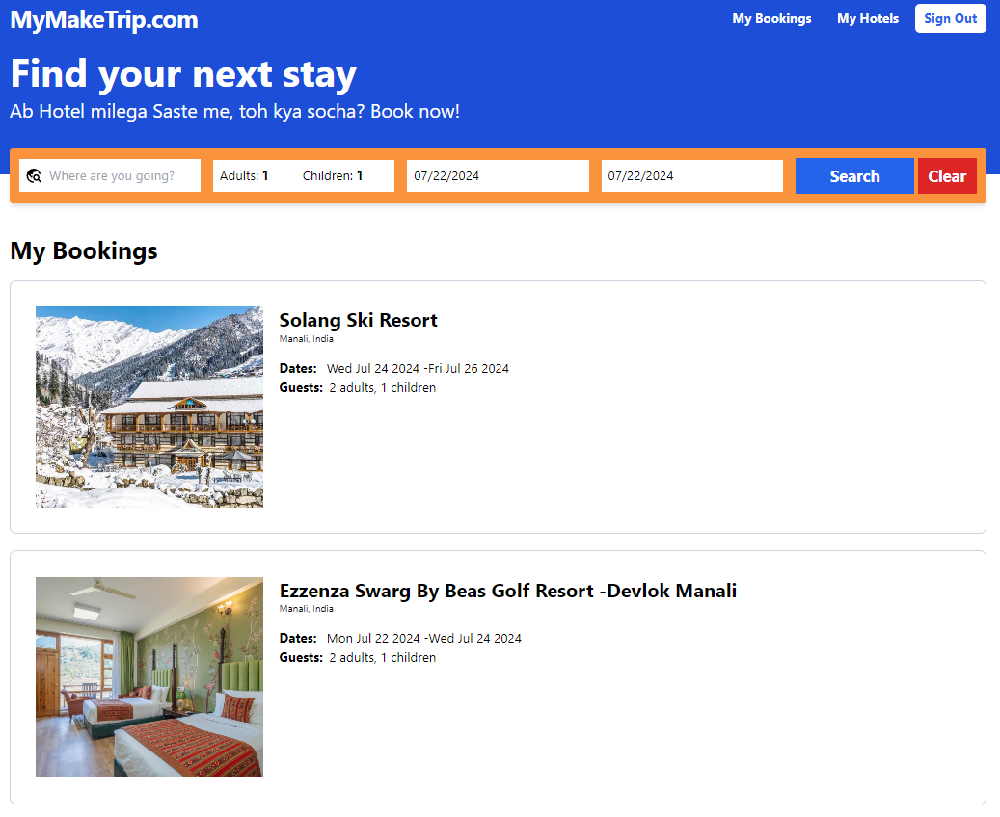 MyMakeTrip.com
My Bookings My Hotels Sign Out
Find your next stay
Ab Hotel milega Saste me, toh kya socha? Book now!
Where are you going? Adults: 1 Children: 1 07/22/2024 07/22/2024 Search Clear
My Bookings
Solang Ski Resort
Manali, India
Dates: Wed Jul 24 2024 -Fri Jul 26 2024
Guests: 2 adults, 1 children
Ezzenza Swarg By Beas Golf Resort -Devlok Manali
Manali, India
Dates: Mon Jul 22 2024 -Wed Jul 24 2024
Guests: 2 adults, 1 children